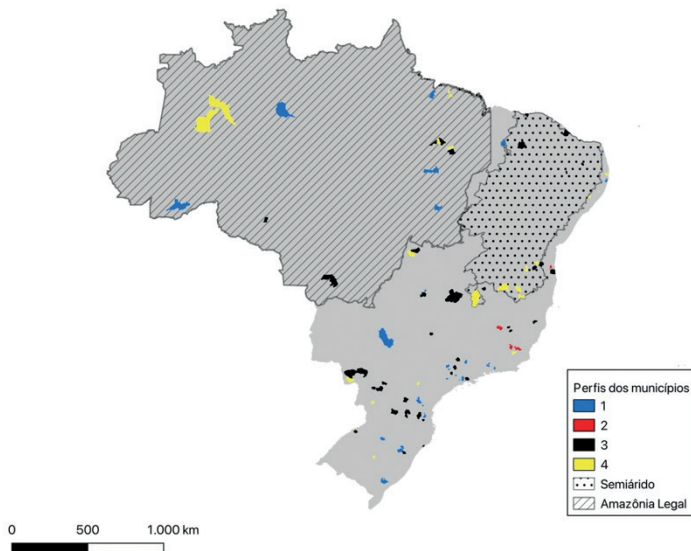 Perfis dos municípios
1
2
3
4
Semiárido
Amazônia Legal
0 500 1.000 km